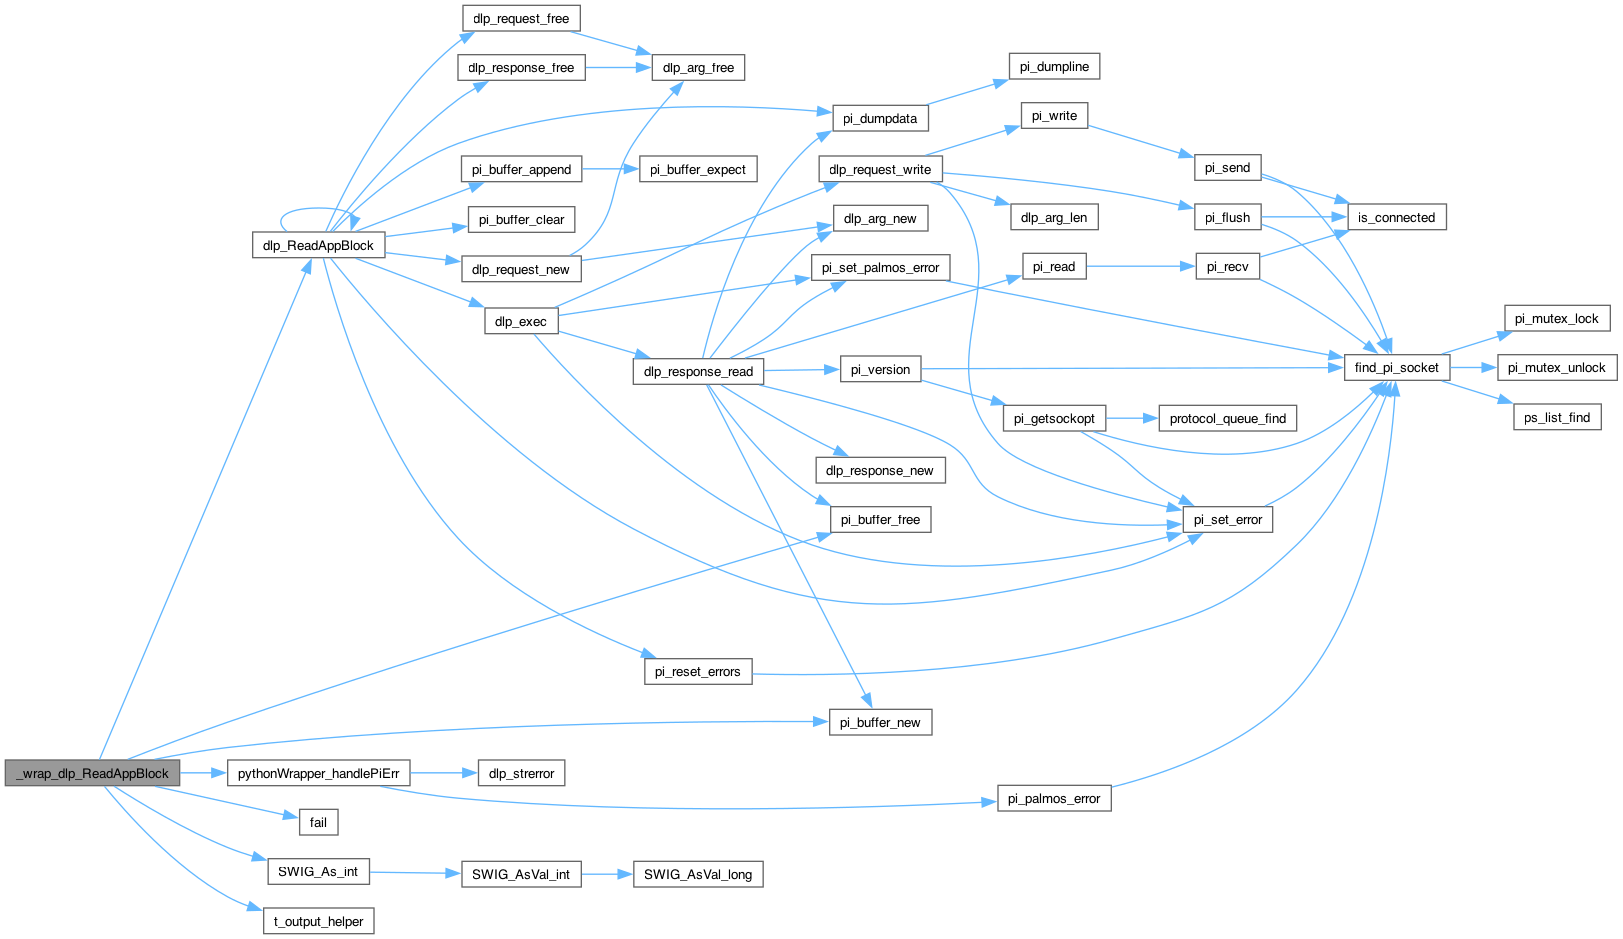 dlp_request_free
dlp_response_free
dlp_arg_free
pi_dumpline
pi_dumpdata
pi_write
pi_buffer_append
pi_buffer_expect
dlp_request_write
pi_send
pi_buffer_clear
dlp_arg_new
dlp_arg_len
pi_flush
is_connected
dlp_ReadAppBlock
dlp_request_new
pi_set_palmos_error
pi_read
pi_recv
dlp_exec
pi_mutex_lock
dlp_response_read
pi_version
find_pi_socket
pi_mutex_unlock
pi_getsockopt
protocol_queue_find
ps_list_find
dlp_response_new
pi_buffer_free
pi_set_error
pi_reset_errors
pi_buffer_new
_wrap_dlp_ReadAppBlock
pythonWrapper_handlePiErr
dlp_strerror
pi_palmos_error
fail
SWIG_As_int
SWIG_AsVal_int
SWIG_AsVal_long
t_output_helper